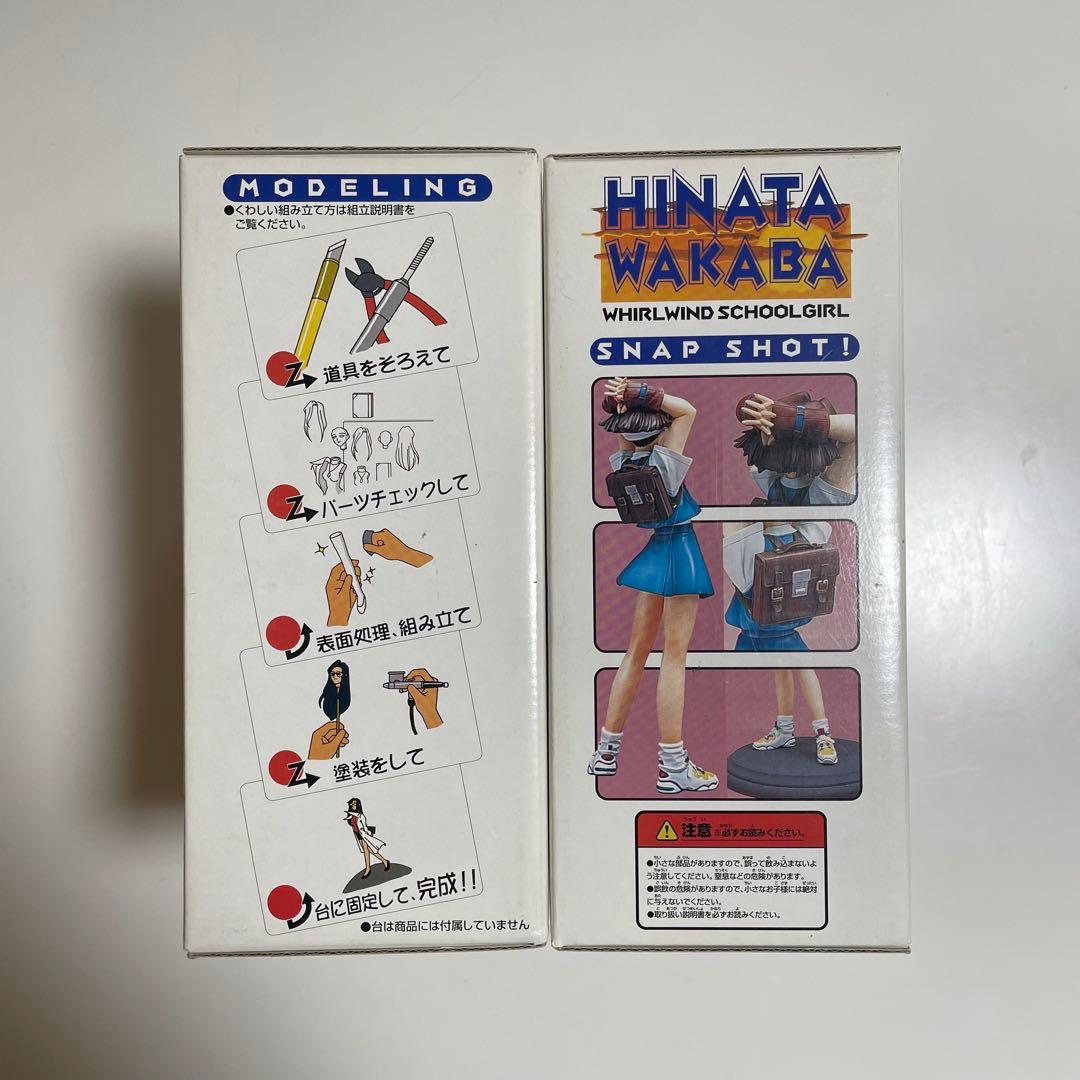 MODELING
●くわしい組み立て方は組立説明書を
ご覧ください。
Z 道具をそろえて
Z パーツチェックして
表面処理、組み立て
Z 塗装をして
台に固定して、完成!!
●台は商品には付属していません
HINATA
WAKABA
WHIRLWIND SCHOOLGIRL
SNAP SHOT!
注意 ※必ずお読みください。
●小さな部品がありますので、誤って飲み込まないよ
う注意してください。窒息などの危険があります。
●誤飲の危険がありますので、小さなお子様には絶対
に与えないでください。
●取り扱い説明書を必ずお読みください。